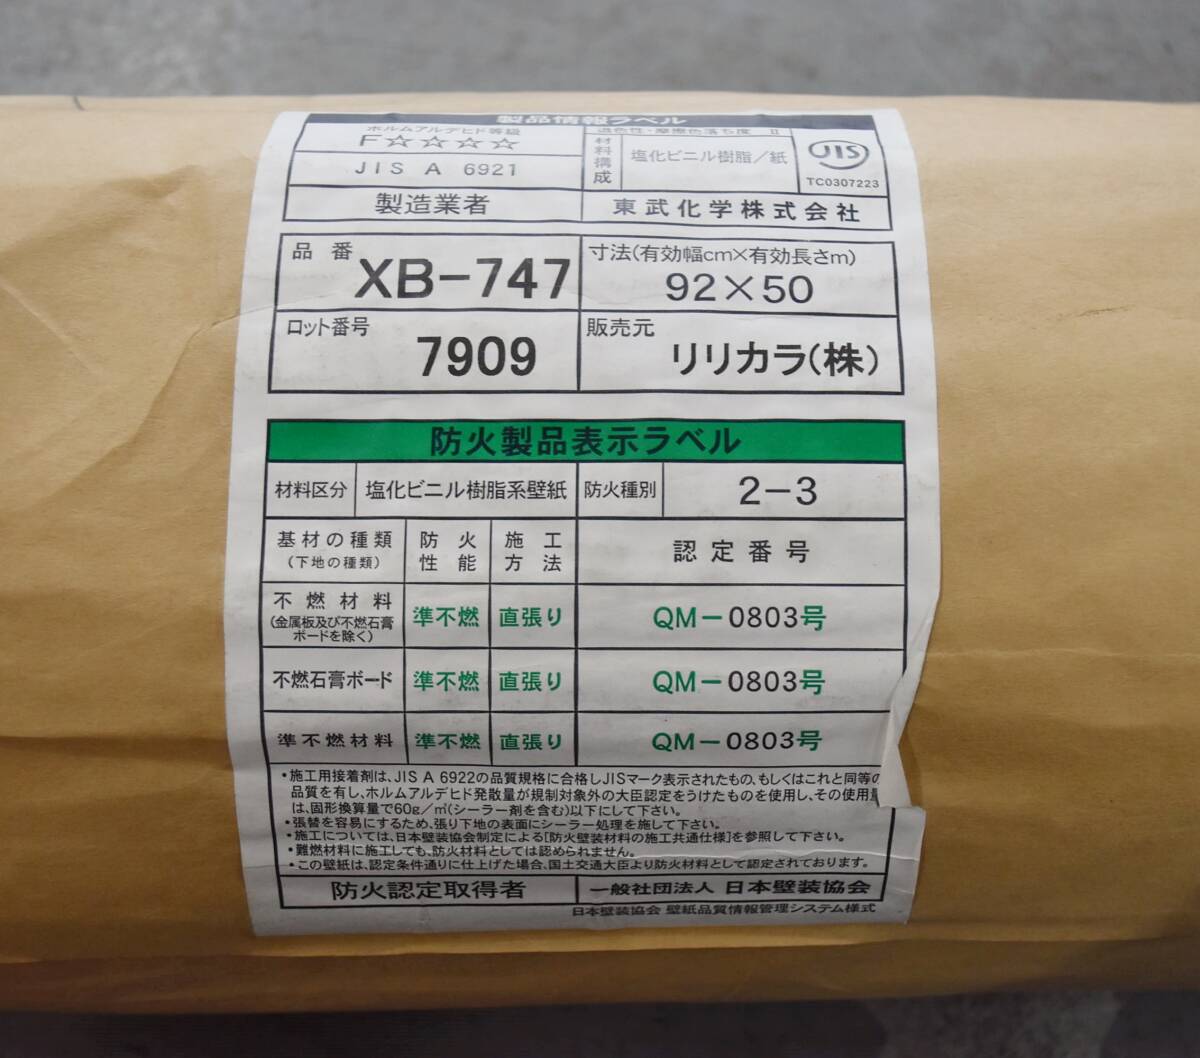 製品情報ラベル
ホルムアルデヒド等級
F☆☆☆☆
JIS A 6921
退色性・摩擦色落ち度 Ⅱ
材料構成
塩化ビニル樹脂/紙
JIS
TC0307223
製造業者
東武化学株式会社
品番
XB-747
寸法(有効幅cm×有効長さm)
92×50
ロット番号
7909
販売元
リリカラ(株)
防火製品表示ラベル
材料区分
塩化ビニル樹脂系壁紙
防火種別
2-3
基材の種類
(下地の種類)
防火性能
施工方法
認定番号
不燃材料
(金属板及び不燃石膏
ボードを除く)
準不燃
直張り
QM-0803号
不燃石膏ボード
準不燃
直張り
QM-0803号
準不燃材料
準不燃
直張り
QM-0803号
・施工用接着剤は、JIS A 6922の品質規格に合格しJISマーク表示されたもの、もしくはこれと同等の
品質を有し、ホルムアルデヒド発散量が規制対象外の大臣認定をうけたものを使用し、その使用量
は、固形換算量で60g/㎡(シーラー剤を含む)以下にして下さい。
・張替を容易にするため、張り下地の表面にシーラー処理を施して下さい。
・施工については、日本壁装協会制定による[防火壁装材料の施工共通仕様]を参照して下さい。
・難燃材料に施工しても、防火材料としては認められません。
・この壁紙は、認定条件通りに仕上げた場合、国土交通大臣より防火材料として認定されております。
防火認定取得者
一般社団法人 日本壁装協会
日本壁装協会 壁紙品質情報管理システム様式